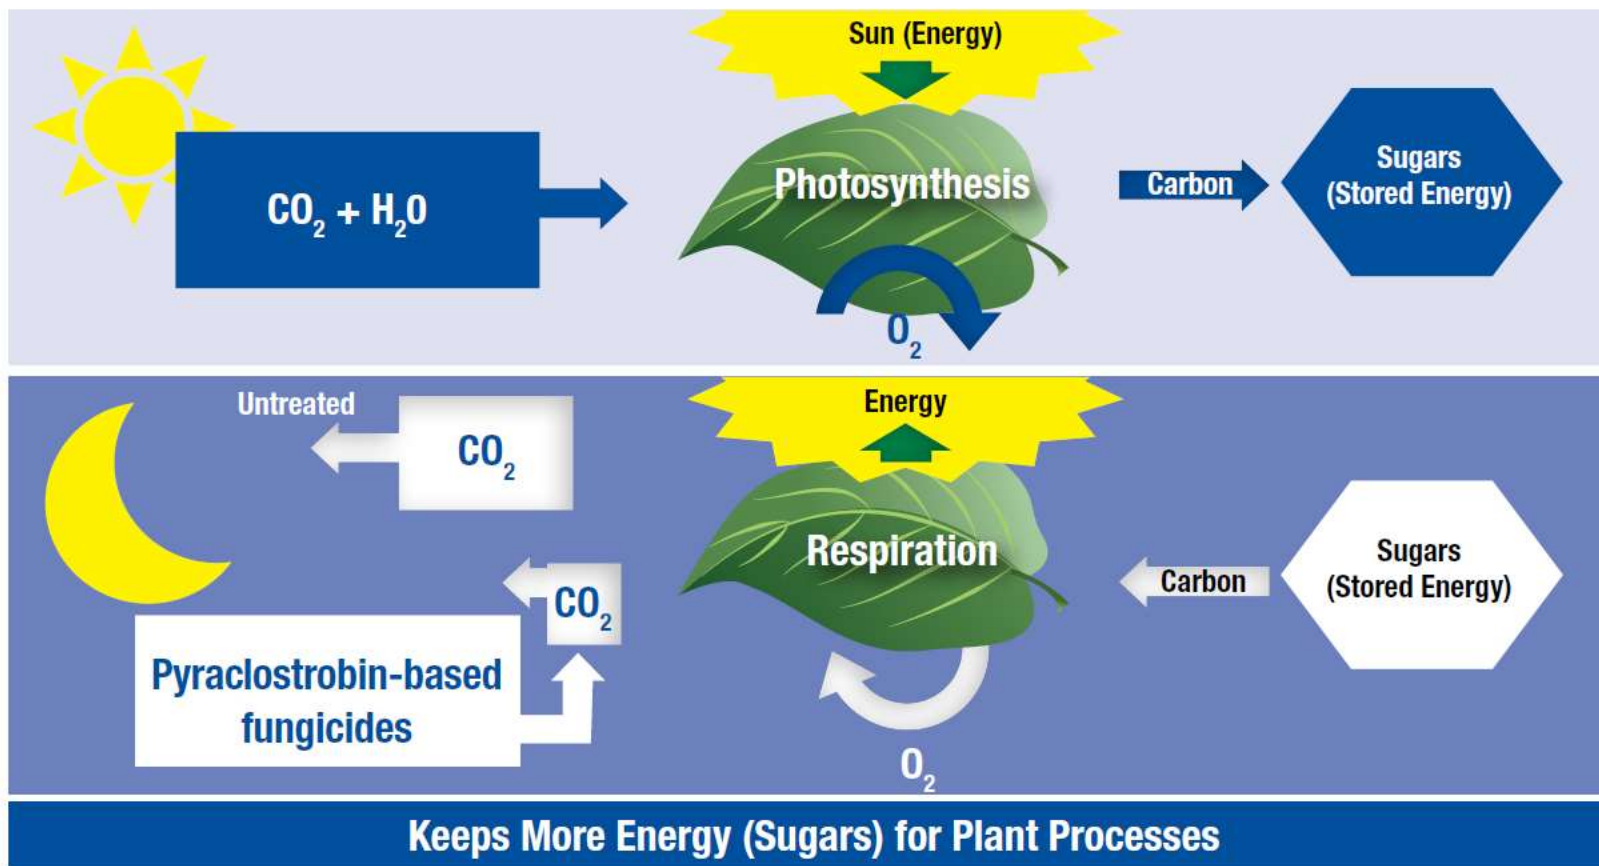 Sun (Energy)
CO₂ + H₂O
Photosynthesis
Carbon
Sugars
(Stored Energy)
O₂
Untreated
CO₂
Energy
Respiration
Carbon
Sugars
(Stored Energy)
CO₂
Pyraclostrobin-based
fungicides
O₂
Keeps More Energy (Sugars) for Plant Processes